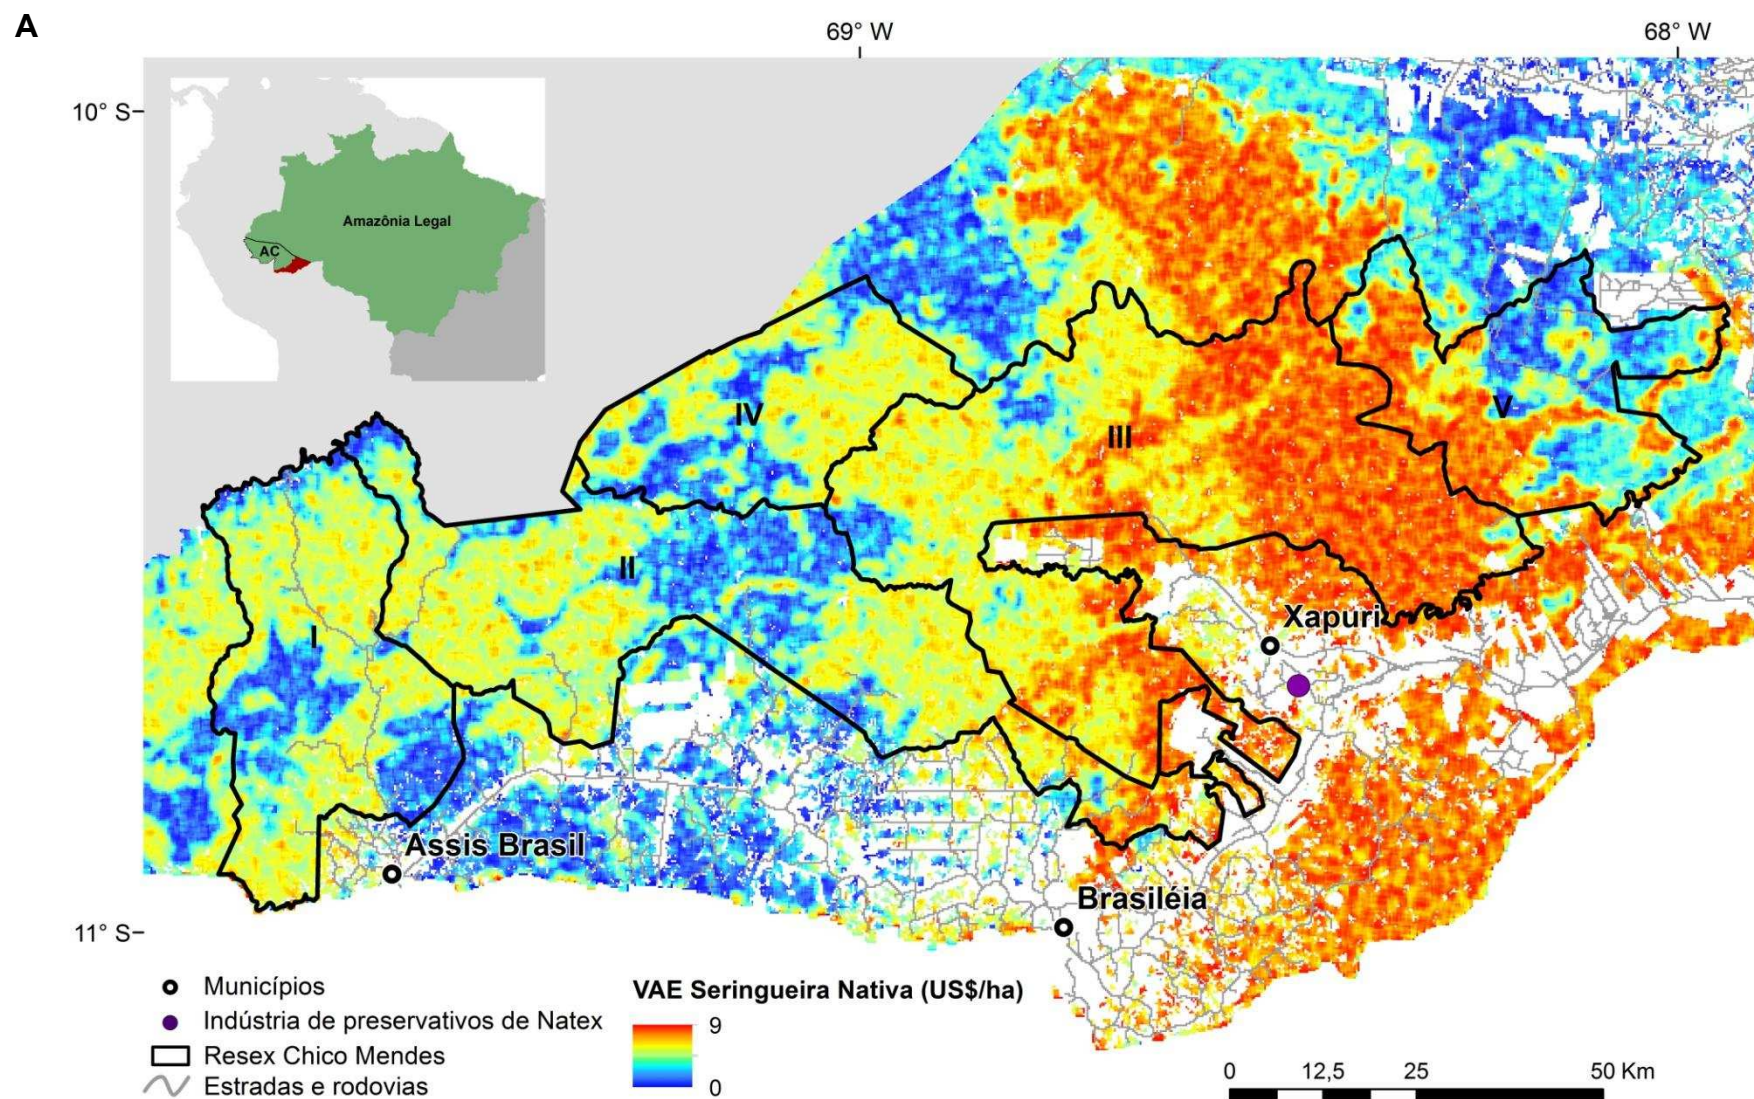 A
69° W
68° W
10° S
Amazônia Legal
AC
IV
III
V
II
I
Xapuri
Assis Brasil
Brasiléia
11° S
Municípios
Indústria de preservativos de Natex
Resex Chico Mendes
Estradas e rodovias
VAE Seringueira Nativa (US$/ha)
9
0
0 12,5 25 50 Km